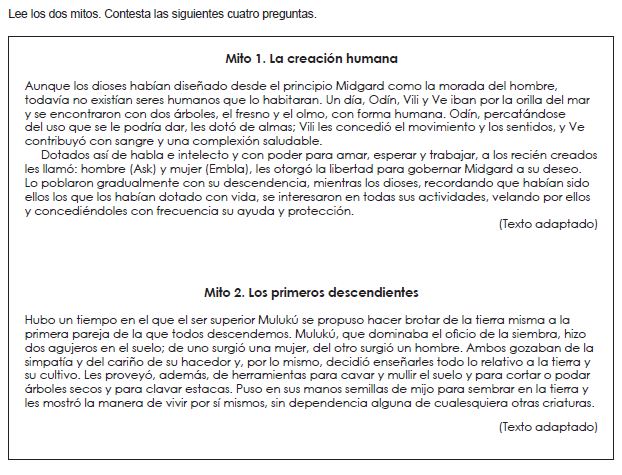 Lee los dos mitos. Contesta las siguientes cuatro preguntas.
Mito 1. La creación humana
Aunque los dioses habían diseñado desde el principio Midgard como la morada del hombre,
todavía no existían seres humanos que lo habitaran. Un día, Odín, Vili y Ve iban por la orilla del mar
y se encontraron con dos árboles, el fresno y el olmo, con forma humana. Odín, percatándose
del uso que se le podría dar, les dotó de almas; Vili les concedió el movimiento y los sentidos, y Ve
contribuyó con sangre y una complexión saludable.
Dotados así de habla e intelecto y con poder para amar, esperar y trabajar, a los recién creados
les llamó: hombre (Ask) y mujer (Embla), les otorgó la libertad para gobernar Midgard a su deseo.
Lo poblaron gradualmente con su descendencia, mientras los dioses, recordando que habían sido
ellos los que los habían dotado con vida, se interesaron en todas sus actividades, velando por ellos
y concediéndoles con frecuencia su ayuda y protección.
(Texto adaptado)
Mito 2. Los primeros descendientes
Hubo un tiempo en el que el ser superior Mulukú se propuso hacer brotar de la tierra misma a la
primera pareja de la que todos descendemos. Mulukú, que dominaba el oficio de la siembra, hizo
dos agujeros en el suelo; de uno surgió una mujer, del otro surgió un hombre. Ambos gozaban de la
simpatía y del cariño de su hacedor y, por lo mismo, decidió enseñarles todo lo relativo a la tierra y
su cultivo. Les proveyó, además, de herramientas para cavar y mullir el suelo y para cortar o podar
árboles secos y para clavar estacas. Puso en sus manos semillas de mijo para sembrar en la tierra y
les mostró la manera de vivir por sí mismos, sin dependencia alguna de cualesquiera otras criaturas.
(Texto adaptado)